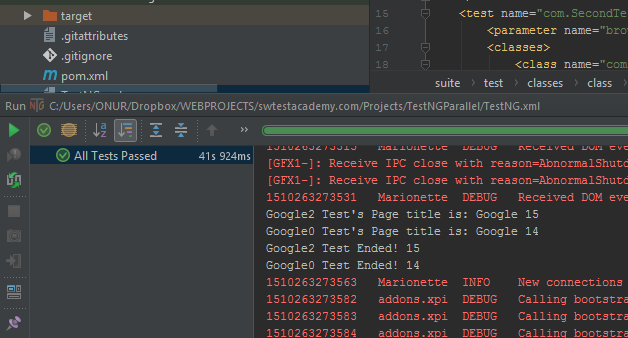 target
.gitattributes
.gitignore
pom.xml
15 <test name="com.SecondTe
16 <parameter name="bro
17 <classes>
18 <class name="com
suite test classes class
Run C:/Users/ONUR/Dropbox/WEBPROJECTS/swtestacademy.com/Projects/TestNGParallel/TestNG.xml
All Tests Passed 41s 924ms
1510263273513 Marionette DEBUG Received DOM eve
[GFX1-]: Receive IPC close with reason=AbnormalShutd
[GFX1-]: Receive IPC close with reason=AbnormalShutd
1510263273531 Marionette DEBUG Received DOM eve
Google2 Test's Page title is: Google 15
Google0 Test's Page title is: Google 14
Google2 Test Ended! 15
Google0 Test Ended! 14
1510263273563 Marionette INFO New connections
1510263273582 addons.xpi DEBUG Calling bootstra
1510263273583 addons.xpi DEBUG Calling bootstra
1510263273584 addons.xpi DEBUG Calling bootstra